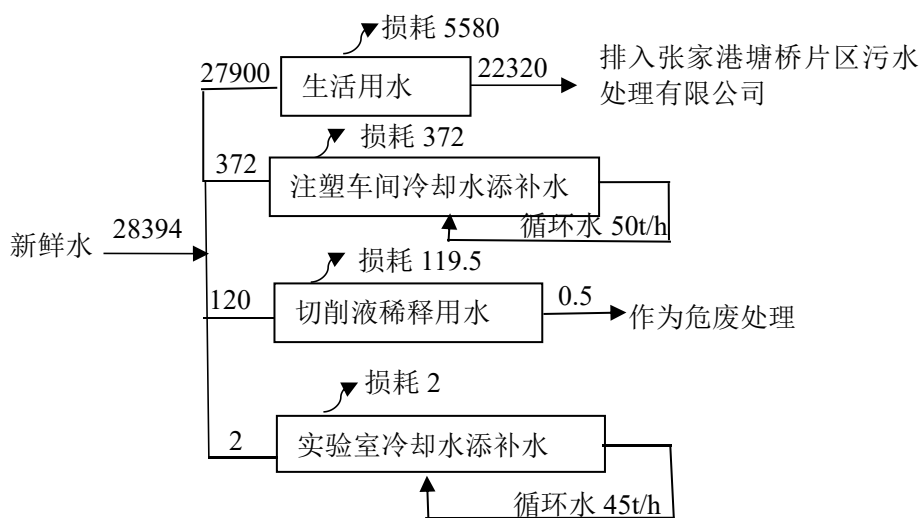 损耗 5580
27900
生活用水
22320
排入张家港塘桥片区污水
处理有限公司
损耗 372
372
注塑车间冷却水添补水
循环水 50t/h
新鲜水
28394
损耗 119.5
120
切削液稀释用水
0.5
作为危废处理
损耗 2
2
实验室冷却水添补水
循环水 45t/h